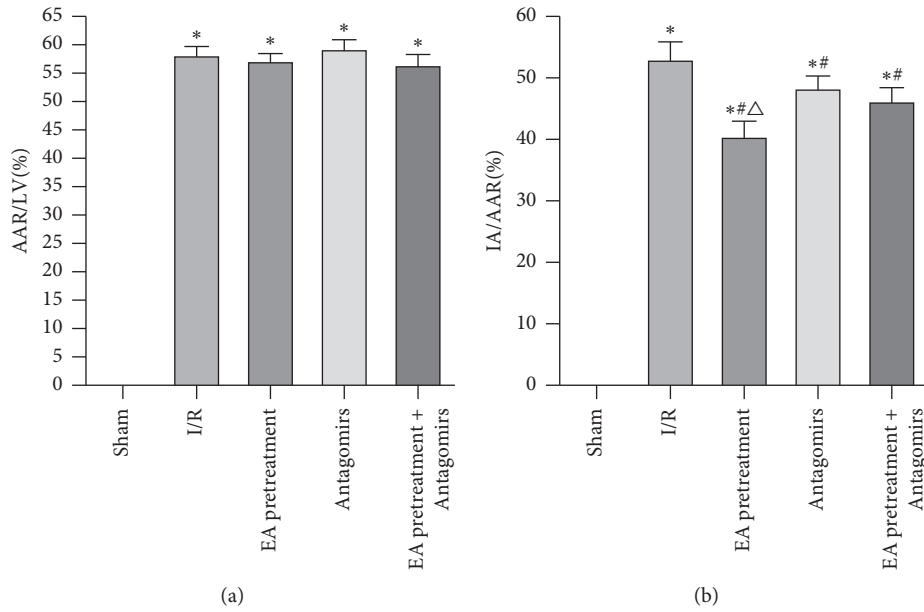 AAR/LV(%)
65
60
55
50
45
40
35
30
25
20
15
10
5
0
*
*
*
*
Sham
I/R
EA pretreatment
Antagomirs
EA pretreatment +
Antagomirs
(a)
IA/AAR(%)
60
50
40
30
20
10
0
*
*#△
*#
*#
Sham
I/R
EA pretreatment
Antagomirs
EA pretreatment +
Antagomirs
(b)